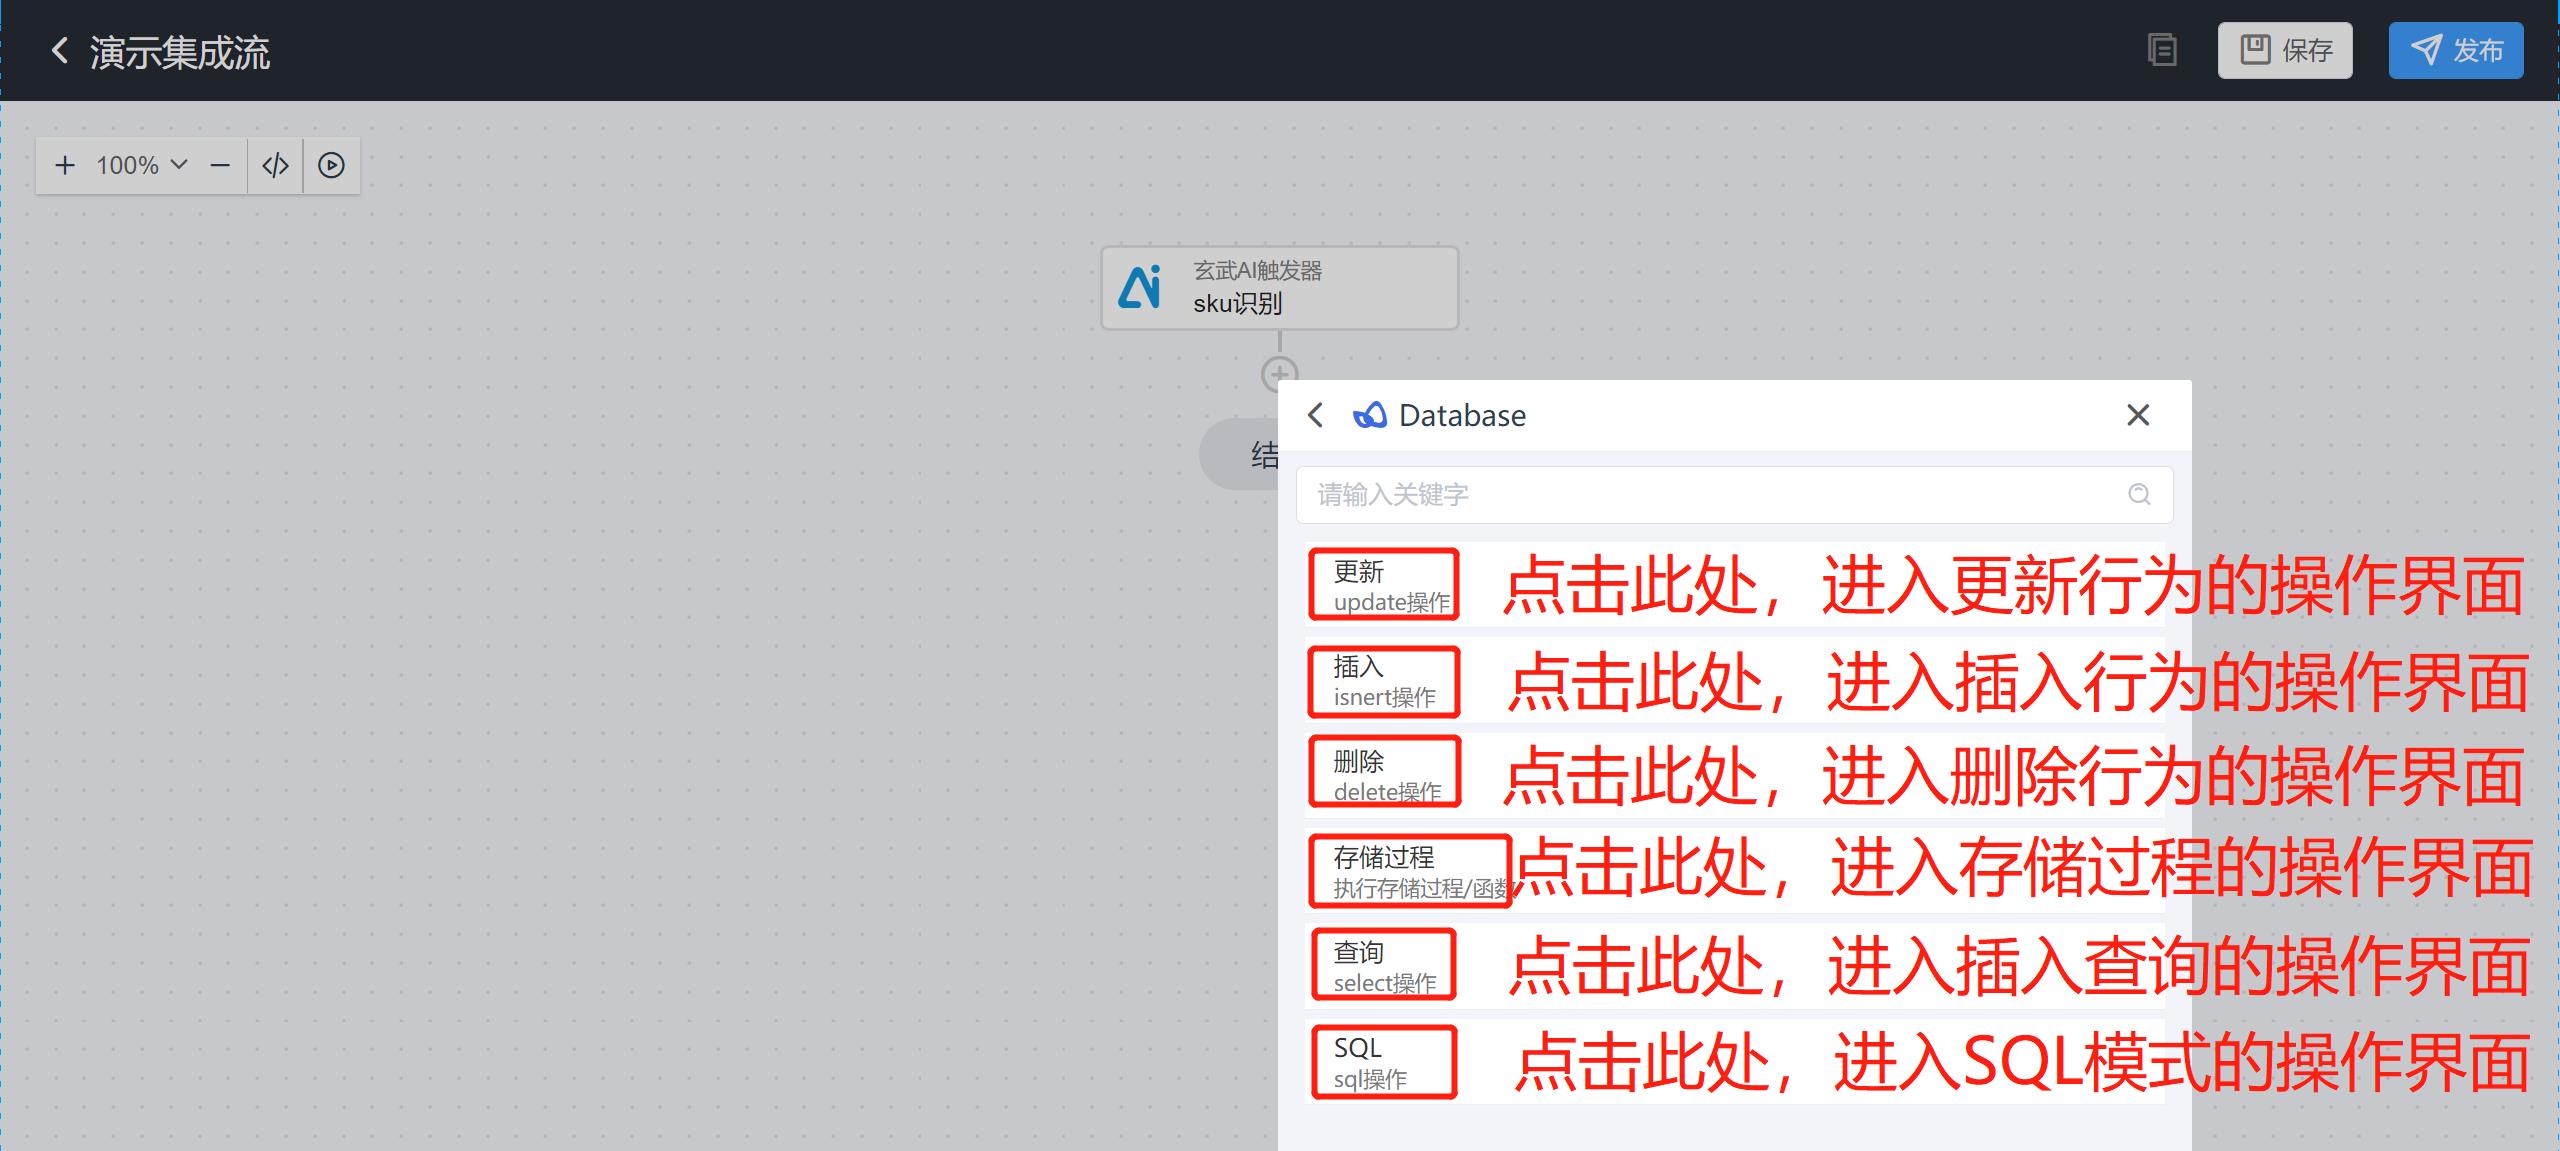 演示集成流
保存
发布
100%
玄武AI触发器
sku识别
结
Database
请输入关键字
更新
update操作
点击此处，进入更新行为的操作界面
插入
isnert操作
点击此处，进入插入行为的操作界面
删除
delete操作
点击此处，进入删除行为的操作界面
存储过程
执行存储过程/函数
点击此处，进入存储过程的操作界面
查询
select操作
点击此处，进入插入查询的操作界面
SQL
sql操作
点击此处，进入SQL模式的操作界面